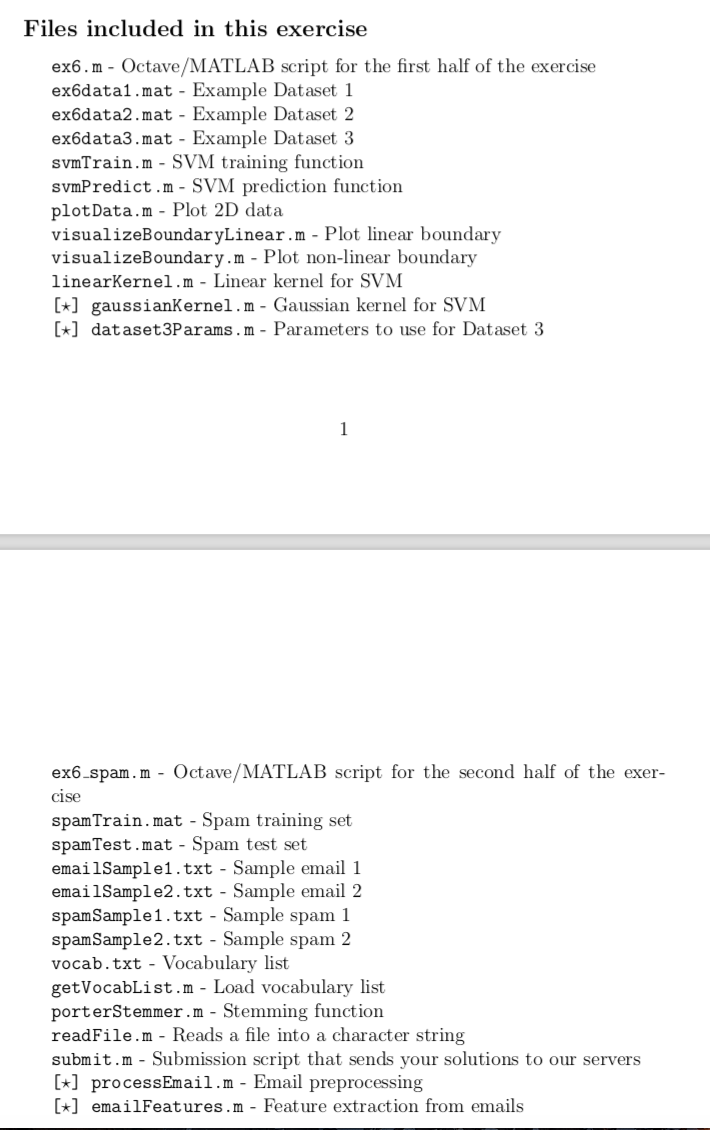 Files included in this exercise
ex6.m - Octave/MATLAB script for the first half of the exercise
ex6data1.mat - Example Dataset 1
ex6data2.mat - Example Dataset 2
ex6data3.mat - Example Dataset 3
svmTrain.m - SVM training function
svmPredict.m - SVM prediction function
plotData.m - Plot 2D data
visualizeBoundaryLinear.m - Plot linear boundary
visualizeBoundary.m - Plot non-linear boundary
linearKernel.m - Linear kernel for SVM
[⋆] gaussianKernel.m - Gaussian kernel for SVM
[⋆] dataset3Params.m - Parameters to use for Dataset 3
1
ex6_spam.m - Octave/MATLAB script for the second half of the exer-
cise
spamTrain.mat - Spam training set
spamTest.mat - Spam test set
emailSample1.txt - Sample email 1
emailSample2.txt - Sample email 2
spamSample1.txt - Sample spam 1
spamSample2.txt - Sample spam 2
vocab.txt - Vocabulary list
getVocabList.m - Load vocabulary list
porterStemmer.m - Stemming function
readFile.m - Reads a file into a character string
submit.m - Submission script that sends your solutions to our servers
[⋆] processEmail.m - Email preprocessing
[⋆] emailFeatures.m - Feature extraction from emails